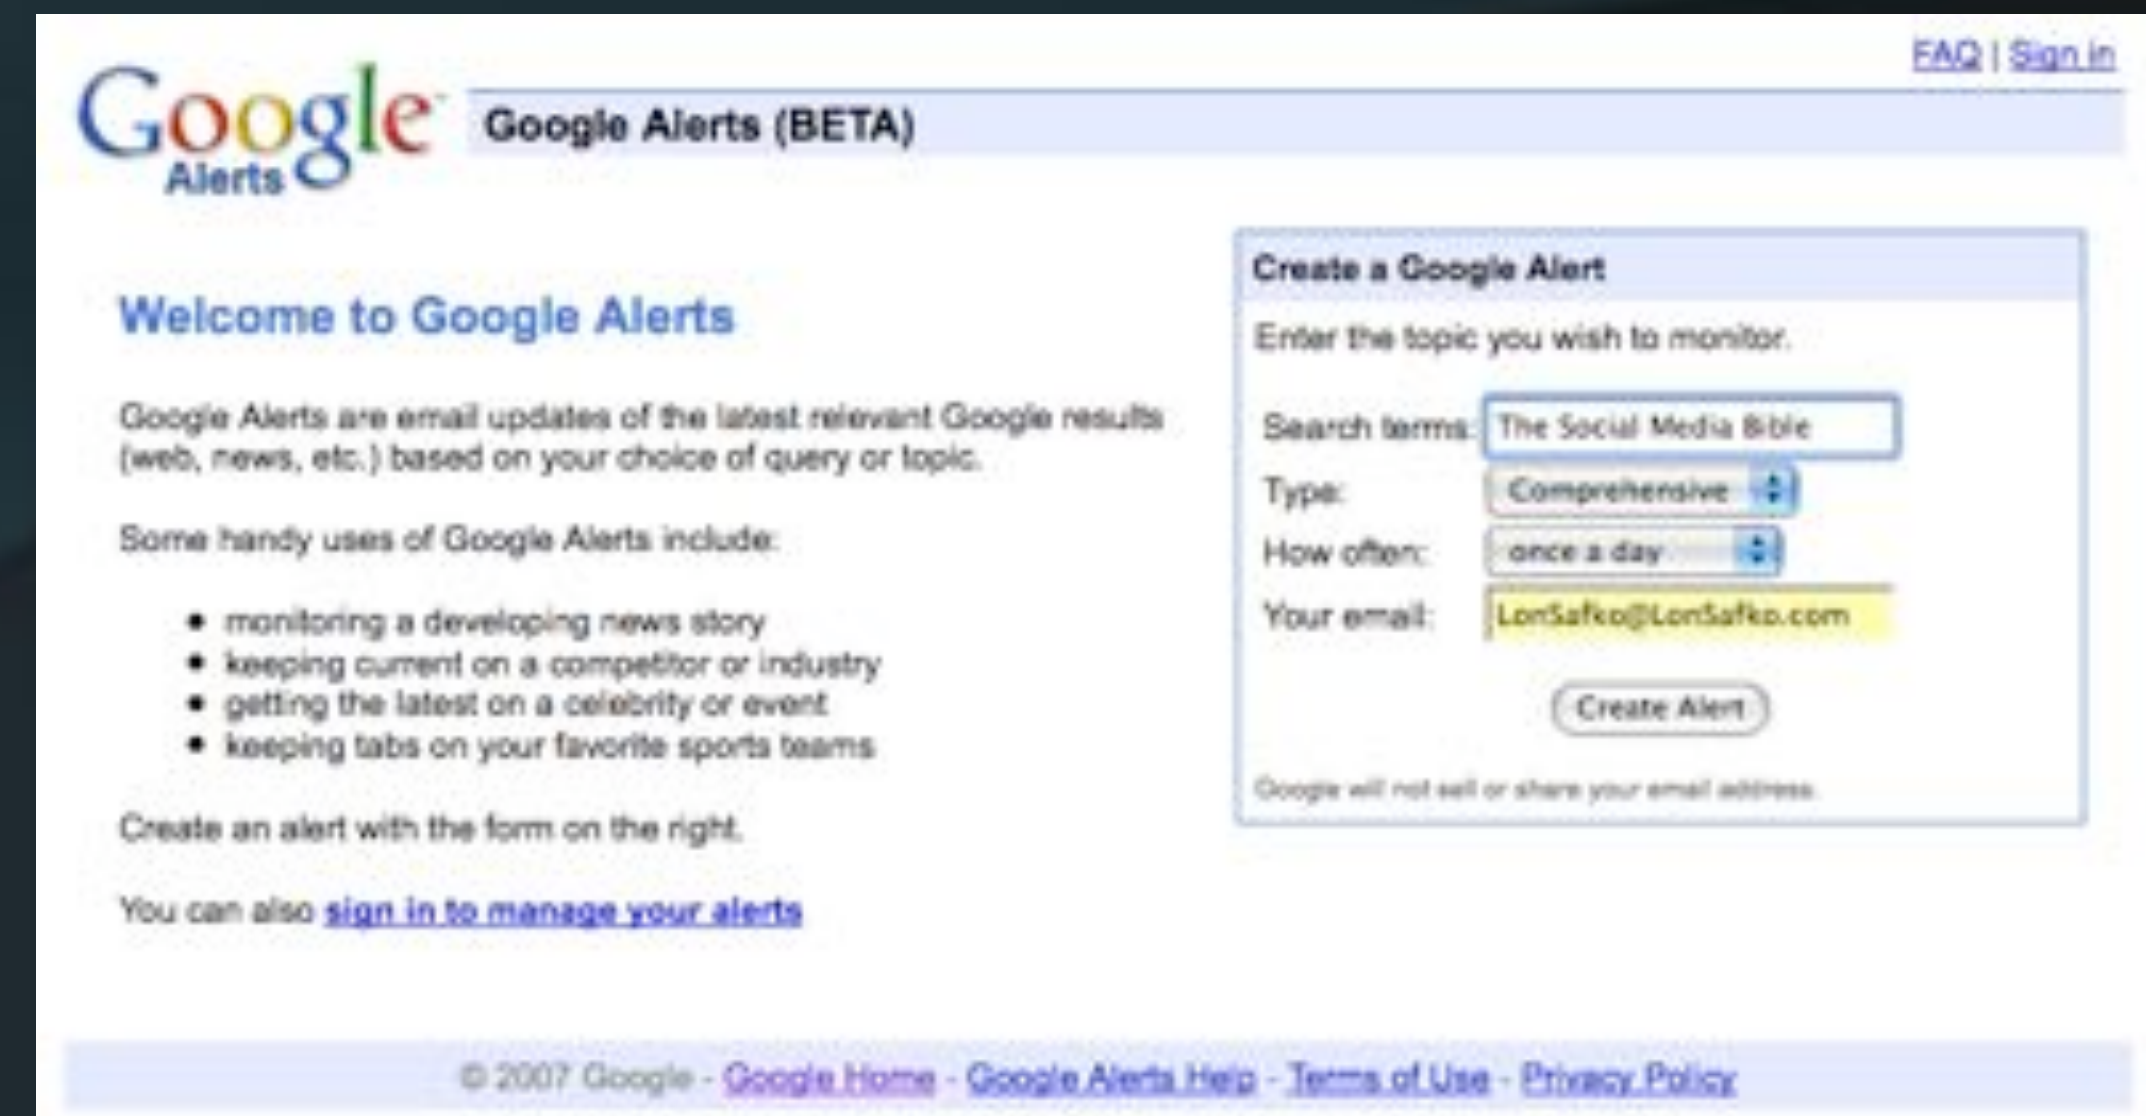 FAQ | Sign in
Google
Alerts
Google Alerts (BETA)
Welcome to Google Alerts
Google Alerts are email updates of the latest relevant Google results
(web, news, etc.) based on your choice of query or topic.
Some handy uses of Google Alerts include:
• monitoring a developing news story
• keeping current on a competitor or industry
• getting the latest on a celebrity or event
• keeping tabs on your favorite sports teams
Create an alert with the form on the right.
You can also sign in to manage your alerts
Create a Google Alert
Enter the topic you wish to monitor.
Search terms: The Social Media Bible
Type: Comprehensive
How often: once a day
Your email: LonSafko@LonSafko.com
Create Alert
Google will not sell or share your email address.
© 2007 Google - Google Home - Google Alerts Help - Terms of Use - Privacy Policy